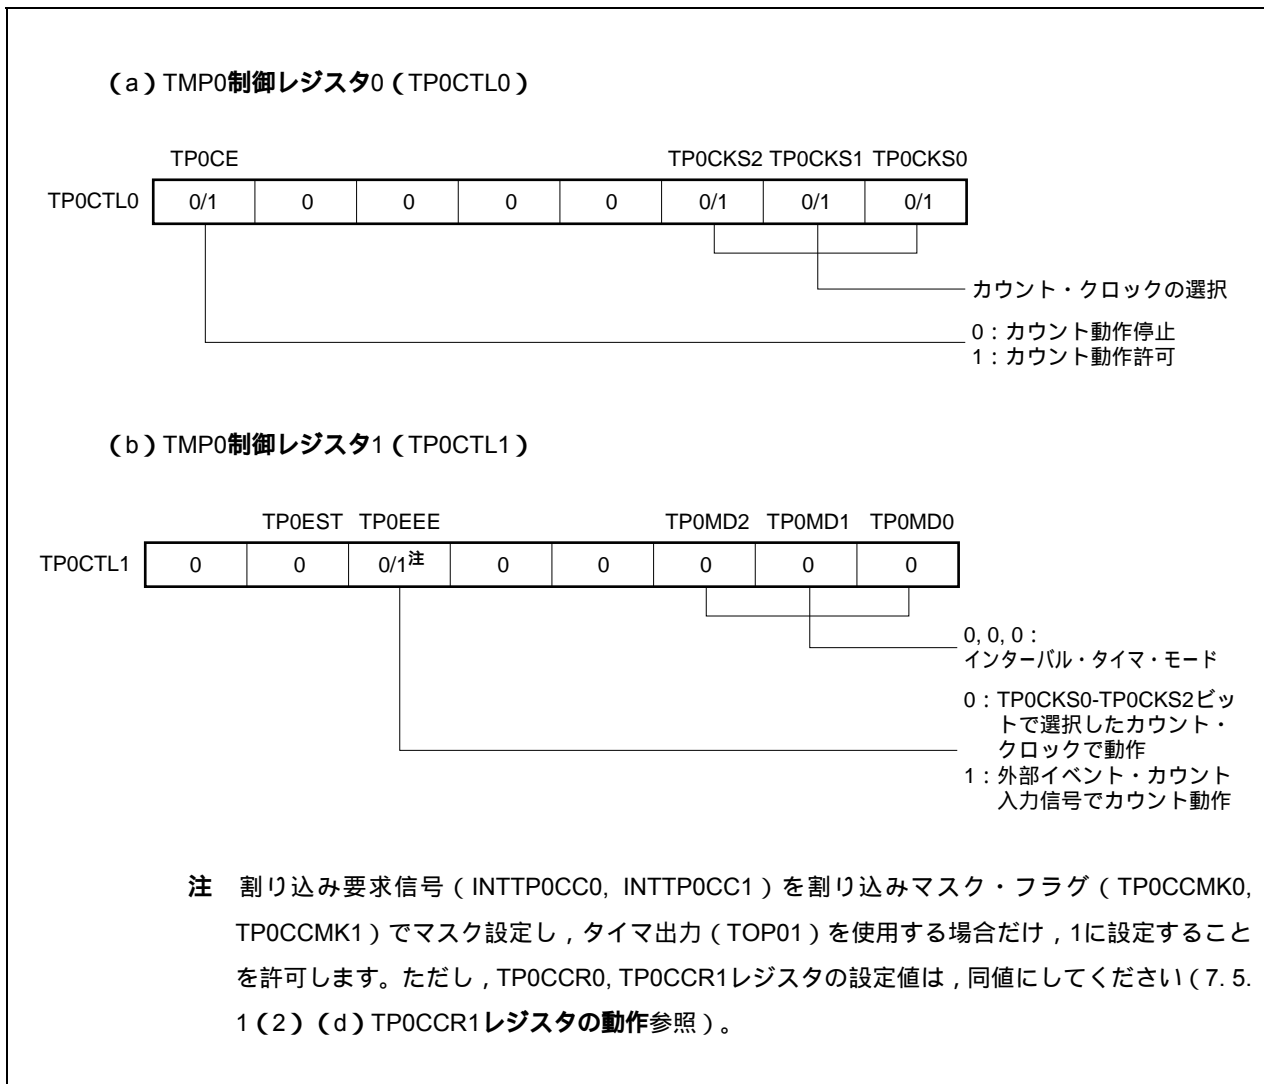 （a）TMP0制御レジスタ0（TP0CTL0）
TP0CE TP0CKS2 TP0CKS1 TP0CKS0
TP0CTL0 0/1 0 0 0 0 0/1 0/1 0/1
カウント・クロックの選択
0：カウント動作停止
1：カウント動作許可
（b）TMP0制御レジスタ1（TP0CTL1）
TP0EST TP0EEE TP0MD2 TP0MD1 TP0MD0
TP0CTL1 0 0 0/1注 0 0 0 0 0
0, 0, 0：
インターバル・タイマ・モード
0：TP0CKS0-TP0CKS2ビッ
トで選択したカウント・
クロックで動作
1：外部イベント・カウント
入力信号でカウント動作
注 割り込み要求信号（INTTP0CC0, INTTP0CC1）を割り込みマスク・フラグ（TP0CCMK0,
TP0CCMK1）でマスク設定し，タイマ出力（TOP01）を使用する場合だけ，1に設定すること
を許可します。ただし，TP0CCR0, TP0CCR1レジスタの設定値は，同値にしてください（7. 5.
1（2）（d）TP0CCR1レジスタの動作参照）。